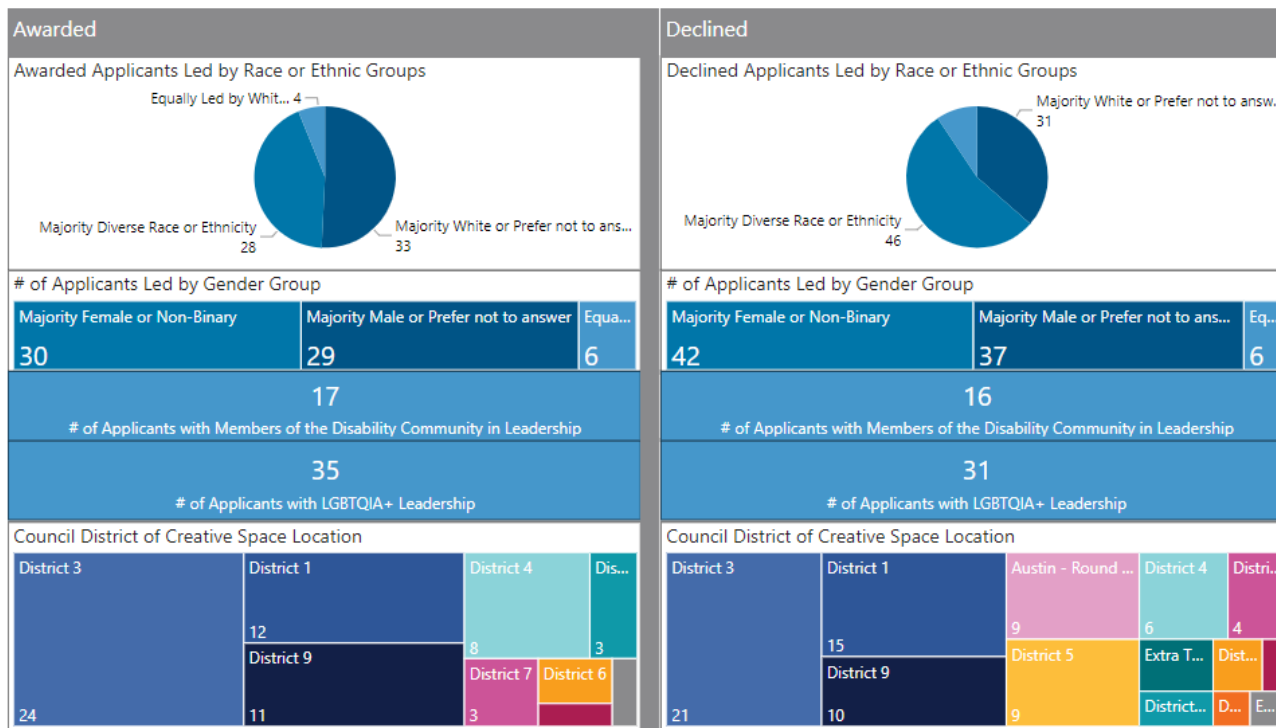 Awarded
Awarded Applicants Led by Race or Ethnic Groups
Equally Led by Whit... 4
Majority Diverse Race or Ethnicity
28
Majority White or Prefer not to ans...
33
# of Applicants Led by Gender Group
Majority Female or Non-Binary
30
Majority Male or Prefer not to answer
29
Equa...
6
17
# of Applicants with Members of the Disability Community in Leadership
35
# of Applicants with LGBTQIA+ Leadership
Council District of Creative Space Location
District 3
24
District 1
12
District 9
11
District 4
8
Dis...
3
District 7
3
District 6
Declined
Declined Applicants Led by Race or Ethnic Groups
Majority White or Prefer not to answ...
31
Majority Diverse Race or Ethnicity
46
# of Applicants Led by Gender Group
Majority Female or Non-Binary
42
Majority Male or Prefer not to ans...
37
Eq...
6
16
# of Applicants with Members of the Disability Community in Leadership
31
# of Applicants with LGBTQIA+ Leadership
Council District of Creative Space Location
District 3
21
District 1
15
District 9
10
Austin - Round ...
9
District 5
9
District 4
6
Distri...
4
Extra T...
Dist...
District...
D...
E...